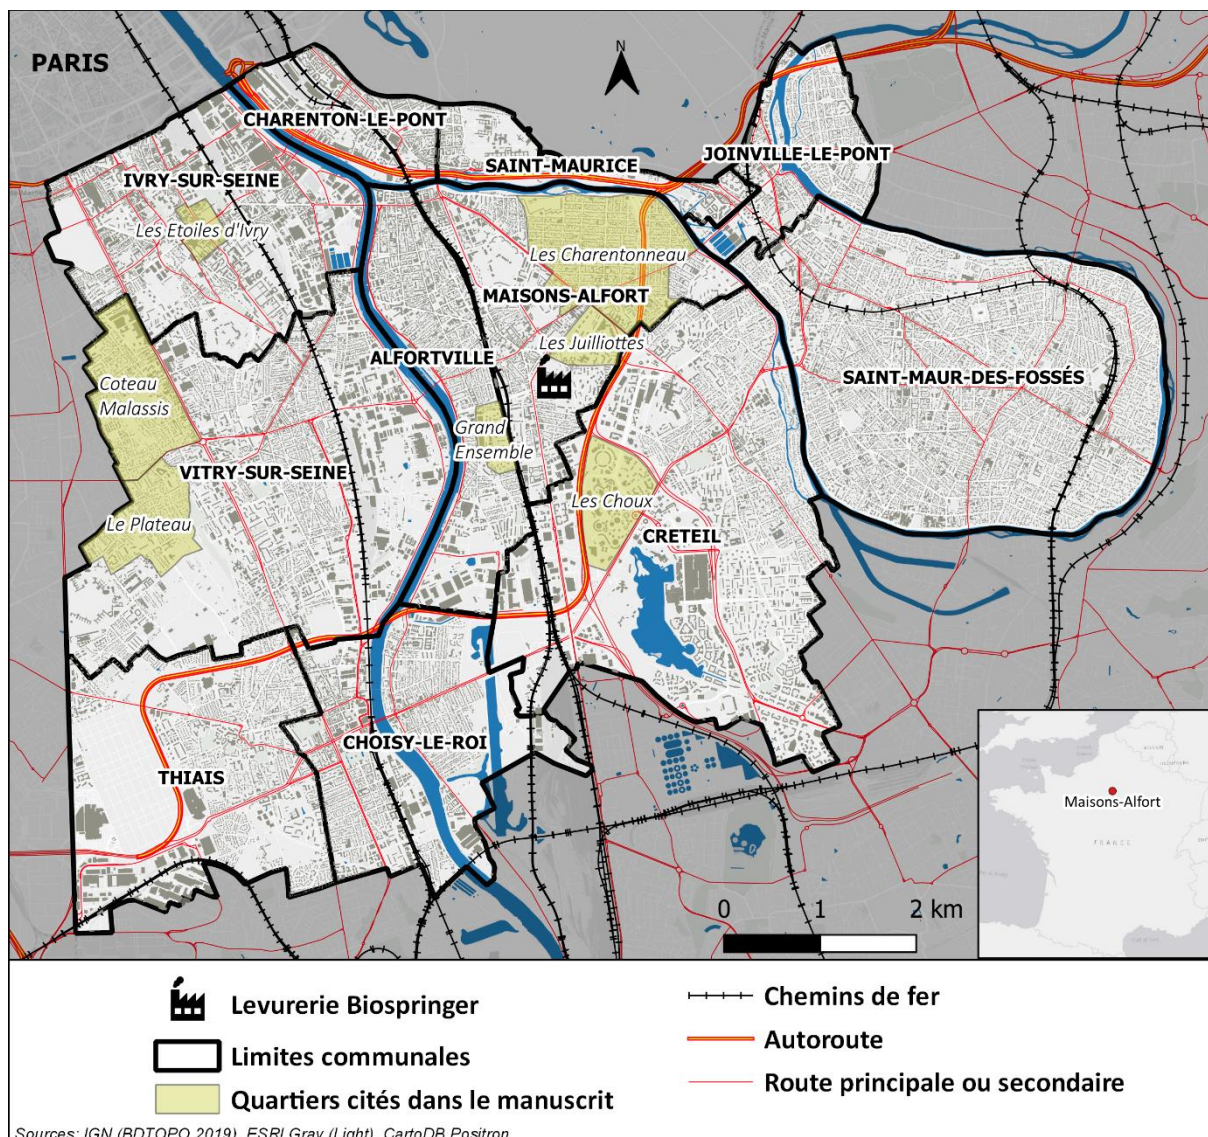 PARIS
N
CHARENTON-LE-PONT
SAINT-MAURICE
JOINVILLE-LE-PONT
IVRY-SUR-SEINE
Les Etoiles d'Ivry
Les Charentonneau
MAISONS-ALFORT
Les Juilliottes
ALFORTVILLE
SAINT-MAUR-DES-FOSSÉS
Coteau
Malassis
Grand
Ensemble
VITRY-SUR-SEINE
Les Choux
Le Plateau
CRETEIL
CHOISY-LE-ROI
THIAIS
Maisons-Alfort
FRANCE
0 1 2 km
Levurerie Biospringer
Limites communales
Quartiers cités dans le manuscrit
Chemins de fer
Autoroute
Route principale ou secondaire
Sources: IGN (BDTOPO 2019), ESRI Gray (Light), CartoDB Positron